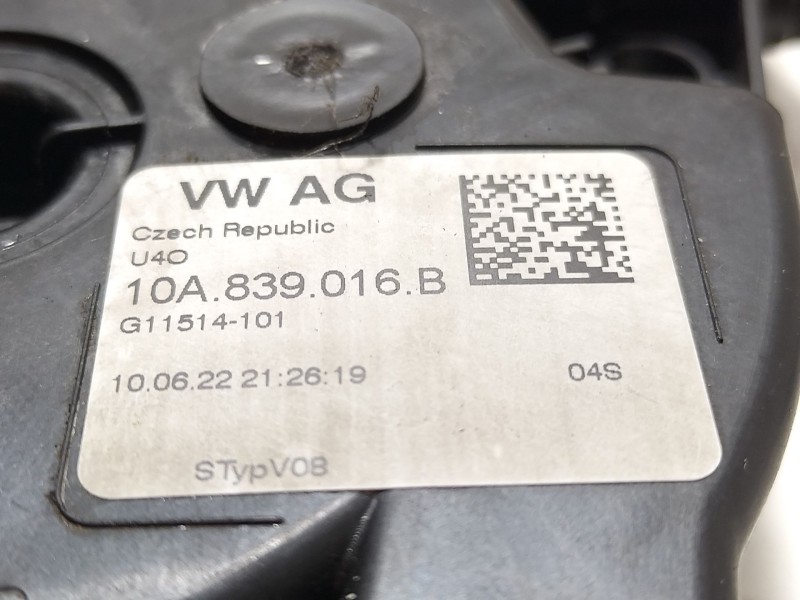 VW AG
Czech Republic
U4O
10A.839.016.B
G11514-101
10.06.22 21:26:19
04S
STypV08